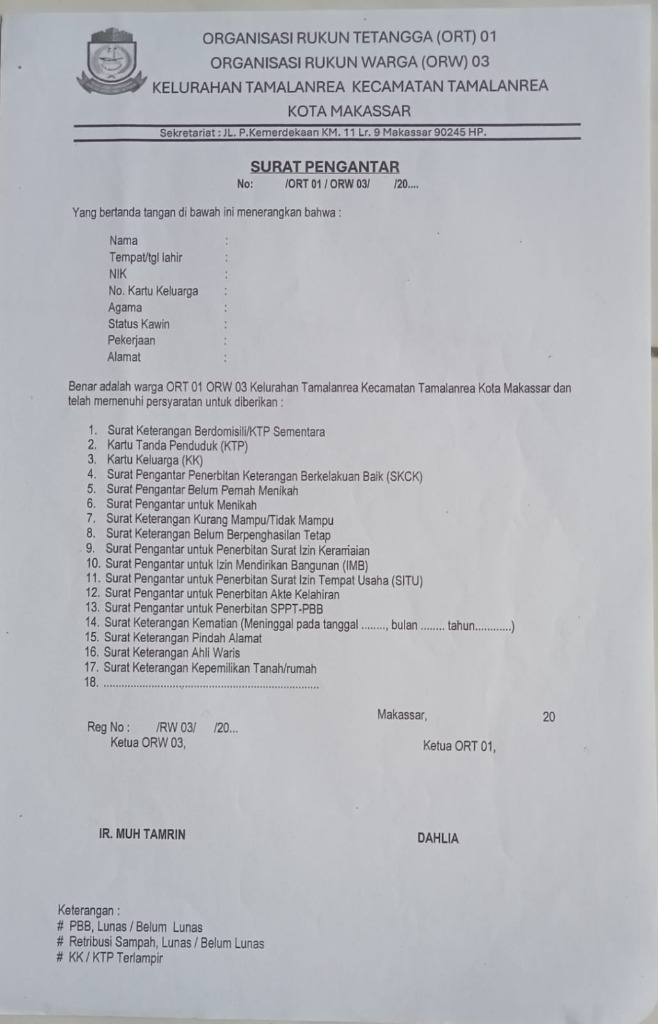 ORGANISASI RUKUN TETANGGA (ORT) 01
ORGANISASI RUKUN WARGA (ORW) 03
KELURAHAN TAMALANREA KECAMATAN TAMALANREA
KOTA MAKASSAR
Sekretariat : JL. P.Kemerdekaan KM. 11 Lr. 9 Makassar 90245 HP.
SURAT PENGANTAR
No: /ORT 01 / ORW 03/ /20....
Yang bertanda tangan di bawah ini menerangkan bahwa :
Nama :
Tempat/tgl lahir :
NIK :
No. Kartu Keluarga :
Agama :
Status Kawin :
Pekerjaan :
Alamat :
Benar adalah warga ORT 01 ORW 03 Kelurahan Tamalanrea Kecamatan Tamalanrea Kota Makassar dan
telah memenuhi persyaratan untuk diberikan :
1. Surat Keterangan Berdomisili/KTP Sementara
2. Kartu Tanda Penduduk (KTP)
3. Kartu Keluarga (KK)
4. Surat Pengantar Penerbitan Keterangan Berkelakuan Baik (SKCK)
5. Surat Pengantar Belum Pernah Menikah
6. Surat Pengantar untuk Menikah
7. Surat Keterangan Kurang Mampu/Tidak Mampu
8. Surat Keterangan Belum Berpenghasilan Tetap
9. Surat Pengantar untuk Penerbitan Surat Izin Keramaian
10. Surat Pengantar untuk Izin Mendirikan Bangunan (IMB)
11. Surat Pengantar untuk Penerbitan Surat Izin Tempat Usaha (SITU)
12. Surat Pengantar untuk Penerbitan Akte Kelahiran
13. Surat Pengantar untuk Penerbitan SPPT-PBB
14. Surat Keterangan Kematian (Meninggal pada tanggal ........, bulan ........ tahun............)
15. Surat Keterangan Pindah Alamat
16. Surat Keterangan Ahli Waris
17. Surat Keterangan Kepemilikan Tanah/rumah
18. ......................................................................
Makassar, 20
Reg No : /RW 03/ /20...
Ketua ORW 03,
Ketua ORT 01,
IR. MUH TAMRIN
DAHLIA
Keterangan :
# PBB, Lunas / Belum Lunas
# Retribusi Sampah, Lunas / Belum Lunas
# KK / KTP Terlampir